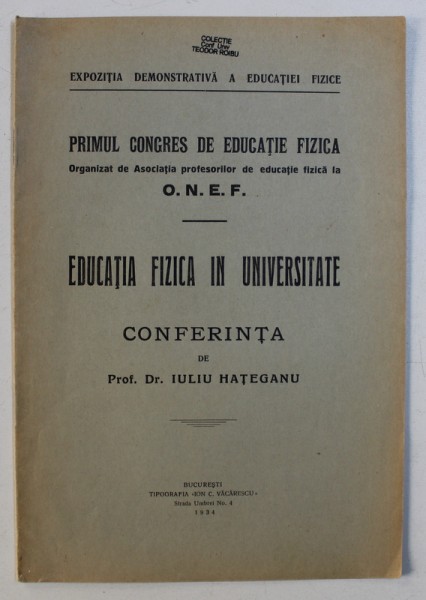 COLECTIE
Conf. Univ
TEODOR ROIBU
EXPOZIȚIA DEMONSTRATIVĂ A EDUCAȚIEI FIZICE
PRIMUL CONGRES DE EDUCAȚIE FIZICA
Organizat de Asociația profesorilor de educație fizică la
O. N. E. F.
EDUCAȚIA FIZICA IN UNIVERSITATE
CONFERINȚA
DE
Prof. Dr. IULIU HAȚEGANU
BUCUREȘTI
TIPOGRAFIA «ION C. VĂCĂRESCU»
Strada Umbrei No. 4
1934